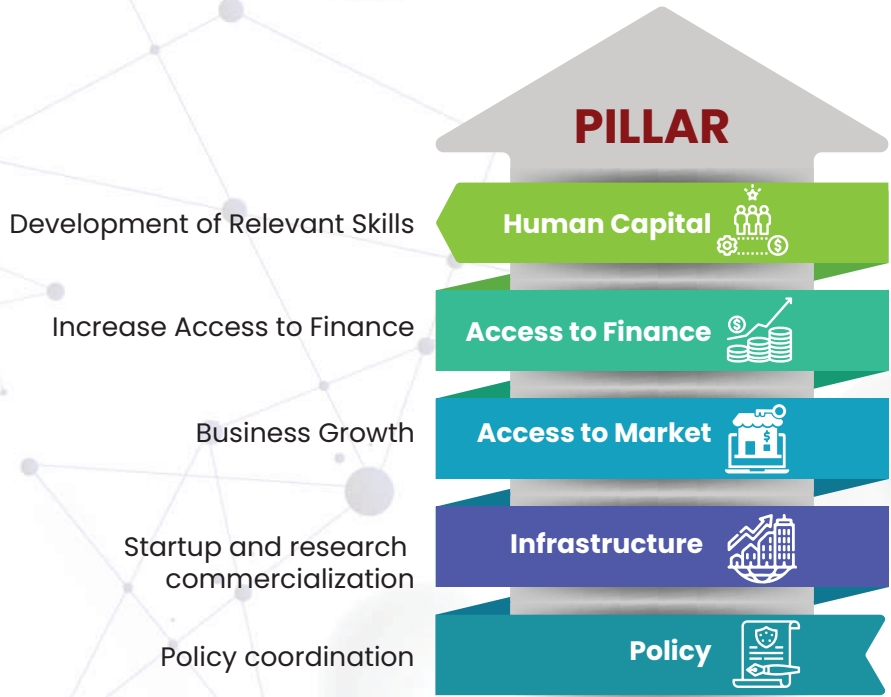 PILLAR
Development of Relevant Skills
Human Capital
Increase Access to Finance
Access to Finance
Business Growth
Access to Market
Startup and research
commercialization
Infrastructure
Policy coordination
Policy